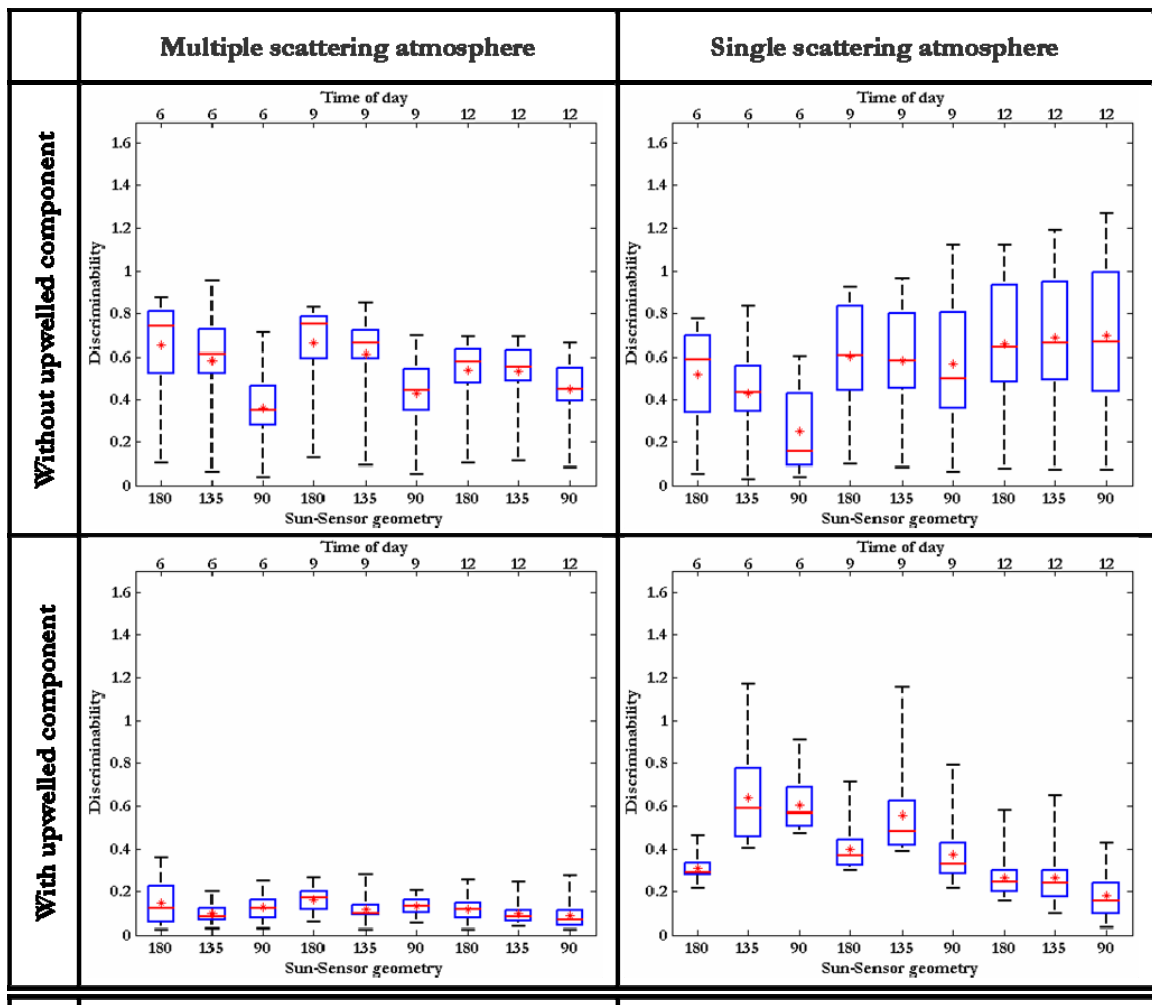 Multiple scattering atmosphere
Single scattering atmosphere
Without upwelled component
Time of day
6 6 6 9 9 9 12 12 12
Discriminability
1.6
1.4
1.2
1
0.8
0.6
0.4
0.2
0
180 135 90 180 135 90 180 135 90
Sun-Sensor geometry
Time of day
6 6 6 9 9 9 12 12 12
Discriminability
1.6
1.4
1.2
1
0.8
0.6
0.4
0.2
0
180 135 90 180 135 90 180 135 90
Sun-Sensor geometry
With upwelled component
Time of day
6 6 6 9 9 9 12 12 12
Discriminability
1.6
1.4
1.2
1
0.8
0.6
0.4
0.2
0
180 135 90 180 135 90 180 135 90
Sun-Sensor geometry
Time of day
6 6 6 9 9 9 12 12 12
Discriminability
1.6
1.4
1.2
1
0.8
0.6
0.4
0.2
0
180 135 90 180 135 90 180 135 90
Sun-Sensor geometry